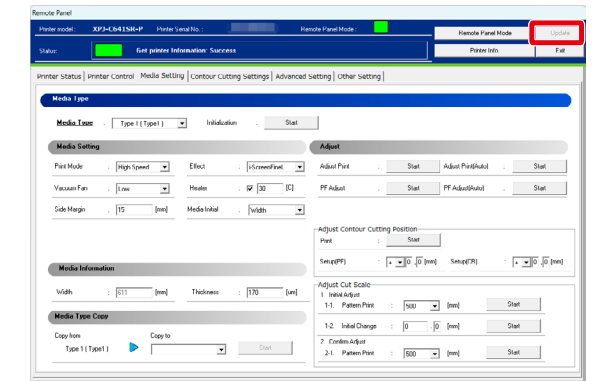 Remote Panel
Printer model : XPJ-C641SR-P Printer Serial No. : Remote Panel Mode : Remote Panel Mode Update
Status: Get printer Information: Success Printer Info. Exit
Printer Status Printer Control Media Setting Contour Cutting Settings Advanced Setting Other Setting
Media Type
Media Type : Type 1 ( Type1 ) Initialization : Start
Media Setting Adjust
Print Mode : High Speed Effect : i-ScreenFineL Adjust Print : Start Adjust Print(Auto) : Start
Vacuum Fan : Low Heater : 30 [C] PF Adjust : Start PF Adjust(Auto) : Start
Side Margin : 15 [mm] Media Initial : Width
Adjust Contour Cutting Position
Print : Start
Setup(PF) : + 0 . 0 [mm] Setup(CR) : + 0 . 0 [mm]
Media Information
Width : 611 [mm] Thickness : 170 [um]
Adjust Cut Scale
1. Initial Adjust
1-1. Pattern Print : 500 [mm] Start
1-2. Initial Change : 0 . 0 [mm] Start
2. Confirm Adjust
2-1. Pattern Print : 500 [mm] Start
Media Type Copy
Copy from Copy to
Type 1 ( Type1 ) Start